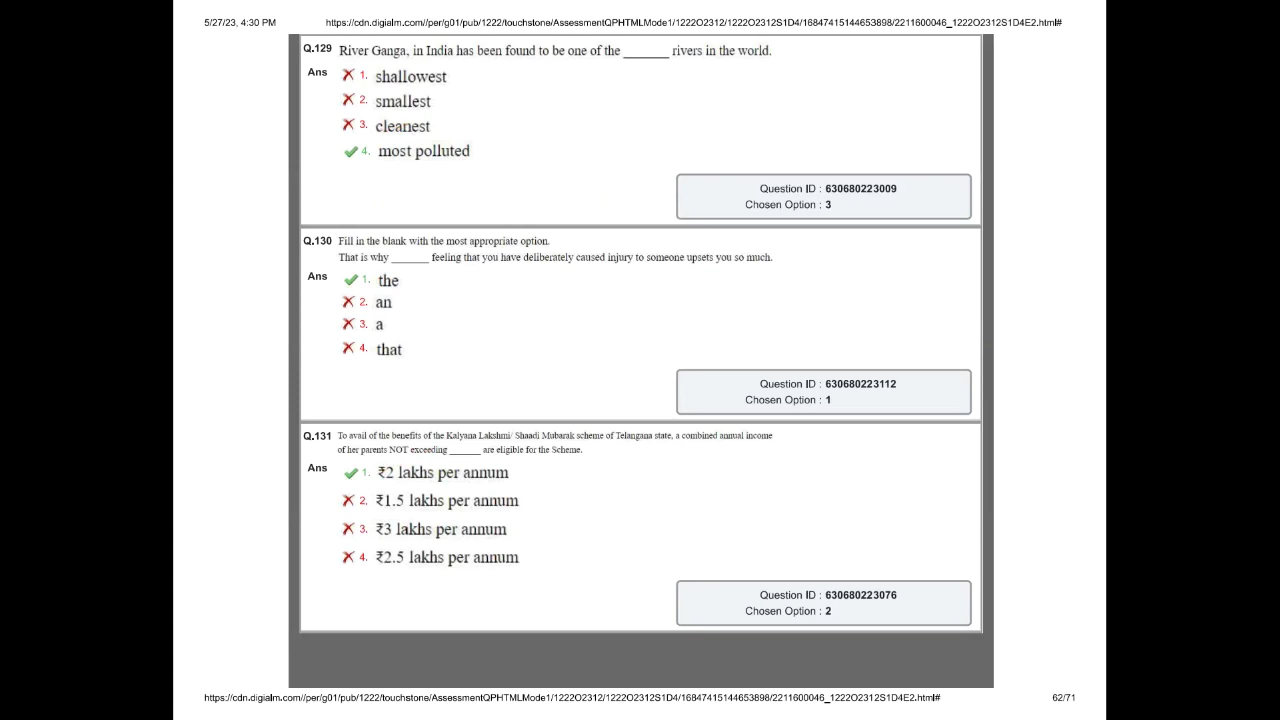 5/27/23, 4:30 PM https://cdn.digialm.com//per/g01/pub/1222/touchstone/AssessmentQPHTMLMode1/1222O2312/1222O2312S1D4/16847415144653898/2211600046_1222O2312S1D4E2.html#
Q.129 River Ganga, in India has been found to be one of the _______ rivers in the world.
Ans 1. shallowest
2. smallest
3. cleanest
4. most polluted
Question ID : 630680223009
Chosen Option : 3
Q.130 Fill in the blank with the most appropriate option.
That is why _______ feeling that you have deliberately caused injury to someone upsets you so much.
Ans 1. the
2. an
3. a
4. that
Question ID : 630680223112
Chosen Option : 1
Q.131 To avail of the benefits of the Kalyana Lakshmi/ Shaadi Mubarak scheme of Telangana state, a combined annual income
of her parents NOT exceeding ______ are eligible for the Scheme.
Ans 1. ₹2 lakhs per annum
2. ₹1.5 lakhs per annum
3. ₹3 lakhs per annum
4. ₹2.5 lakhs per annum
Question ID : 630680223076
Chosen Option : 2
https://cdn.digialm.com//per/g01/pub/1222/touchstone/AssessmentQPHTMLMode1/1222O2312/1222O2312S1D4/16847415144653898/2211600046_1222O2312S1D4E2.html# 62/71